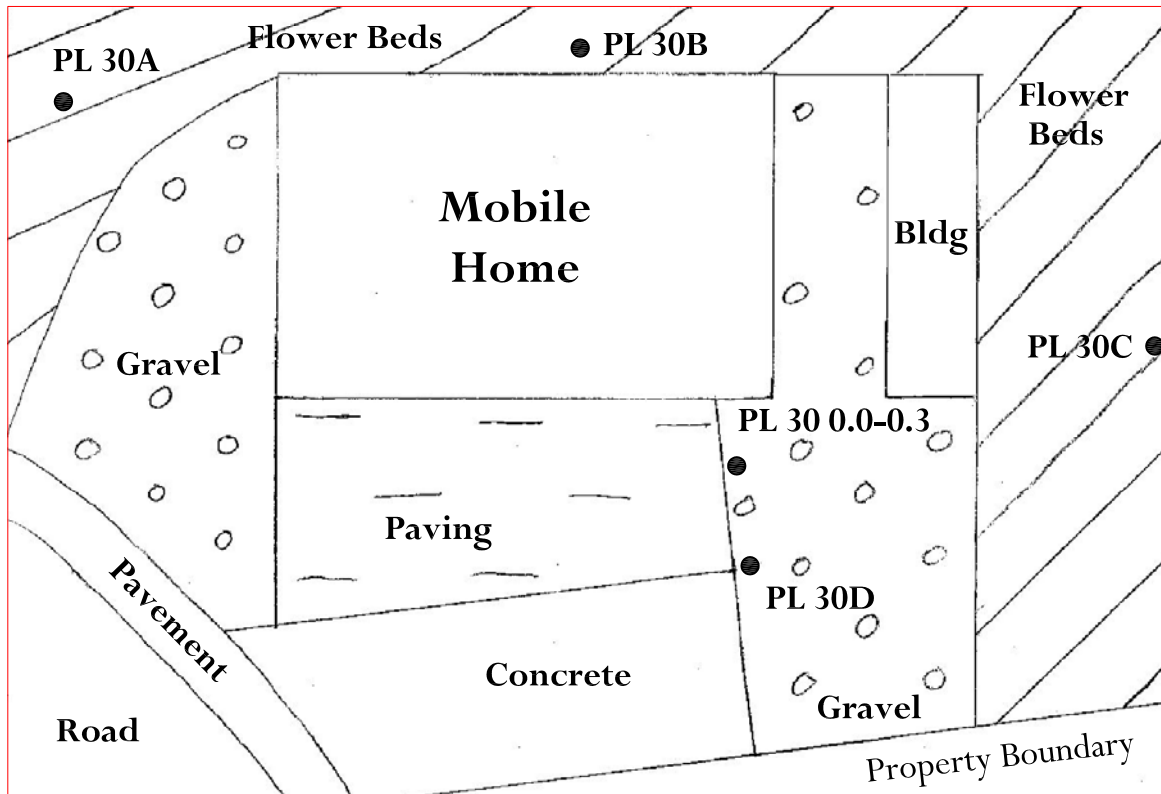 Flower Beds
PL 30A
PL 30B
Flower
Beds
Mobile
Home
Bldg
Gravel
PL 30C
PL 30 0.0-0.3
Paving
Pavement
PL 30D
Concrete
Gravel
Road
Property Boundary